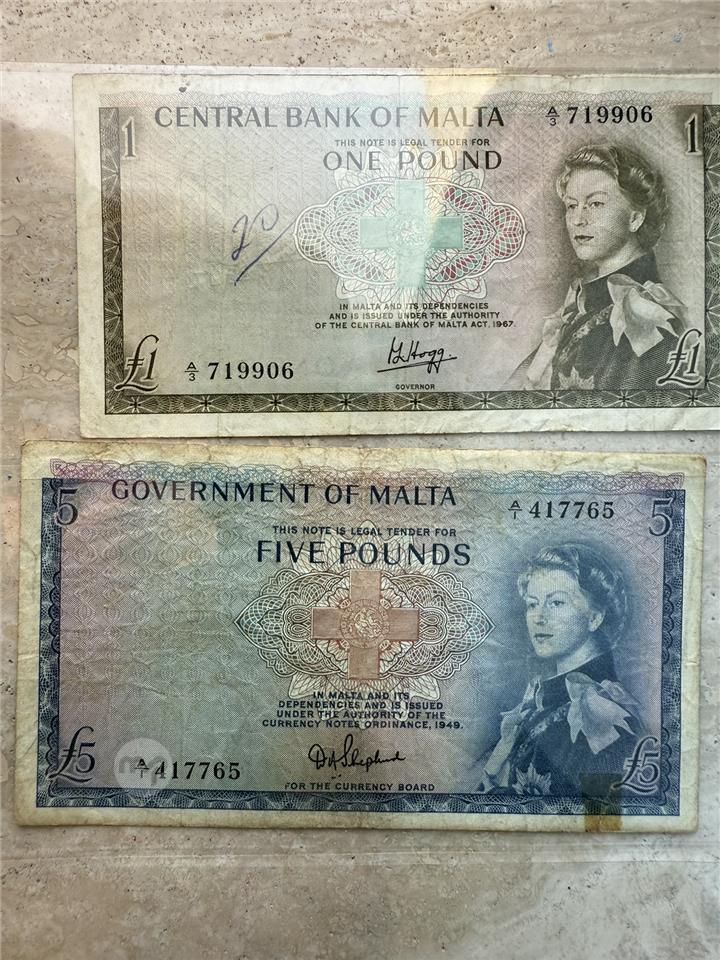 1 CENTRAL BANK OF MALTA A/3 719906 1
THIS NOTE IS LEGAL TENDER FOR
ONE POUND
IN MALTA AND ITS DEPENDENCIES
AND IS ISSUED UNDER THE AUTHORITY
OF THE CENTRAL BANK OF MALTA ACT. 1967.
£1 A/3 719906 £1
GOVERNOR
5 GOVERNMENT OF MALTA A/1 417765 5
THIS NOTE IS LEGAL TENDER FOR
FIVE POUNDS
IN MALTA AND ITS
DEPENDENCIES AND IS ISSUED
UNDER THE AUTHORITY OF THE
CURRENCY NOTES ORDINANCE, 1949.
£5 A/1 417765 £5
FOR THE CURRENCY BOARD